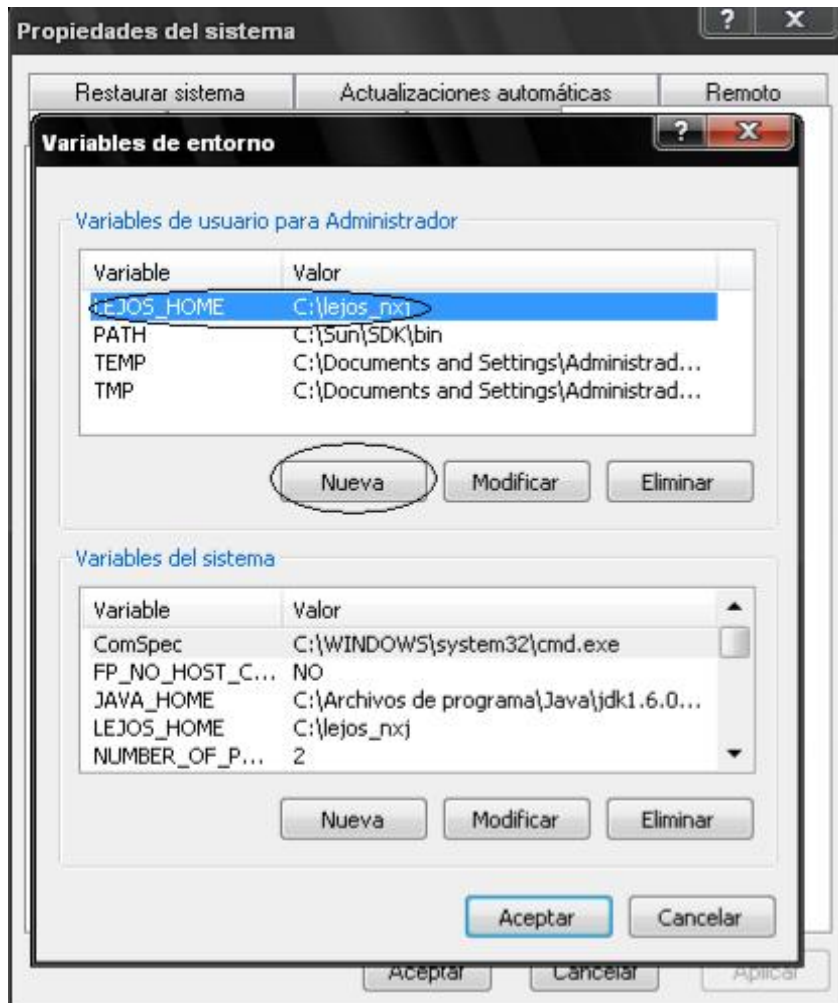 Propiedades del sistema
Restaurar sistema Actualizaciones automáticas Remoto
Variables de entorno
Variables de usuario para Administrador
Variable Valor
LEJOS_HOME C:\lejos_nxj
PATH C:\Sun\SDK\bin
TEMP C:\Documents and Settings\Administrad...
TMP C:\Documents and Settings\Administrad...
Nueva Modificar Eliminar
Variables del sistema
Variable Valor
ComSpec C:\WINDOWS\system32\cmd.exe
FP_NO_HOST_C... NO
JAVA_HOME C:\Archivos de programa\Java\jdk1.6.0...
LEJOS_HOME C:\lejos_nxj
NUMBER_OF_P... 2
Nueva Modificar Eliminar
Aceptar Cancelar
Aceptar Cancelar Aplicar